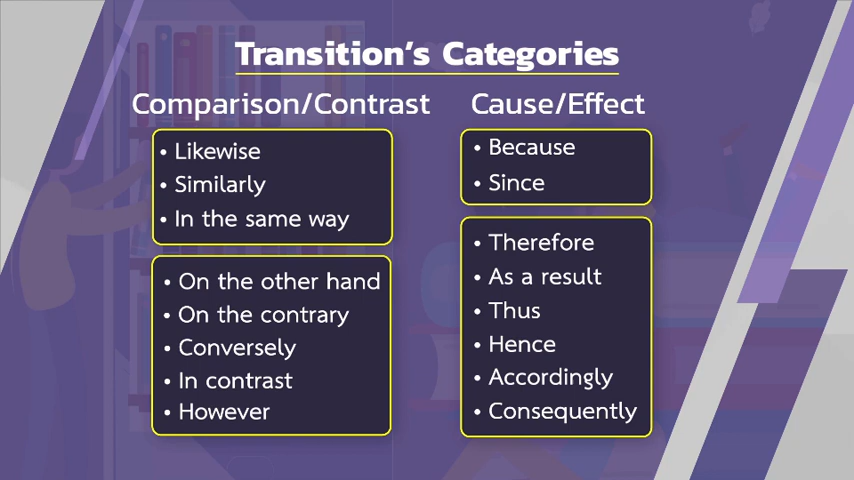 Transition's Categories
Comparison/Contrast
• Likewise
• Similarly
• In the same way
• On the other hand
• On the contrary
• Conversely
• In contrast
• However
Cause/Effect
• Because
• Since
• Therefore
• As a result
• Thus
• Hence
• Accordingly
• Consequently